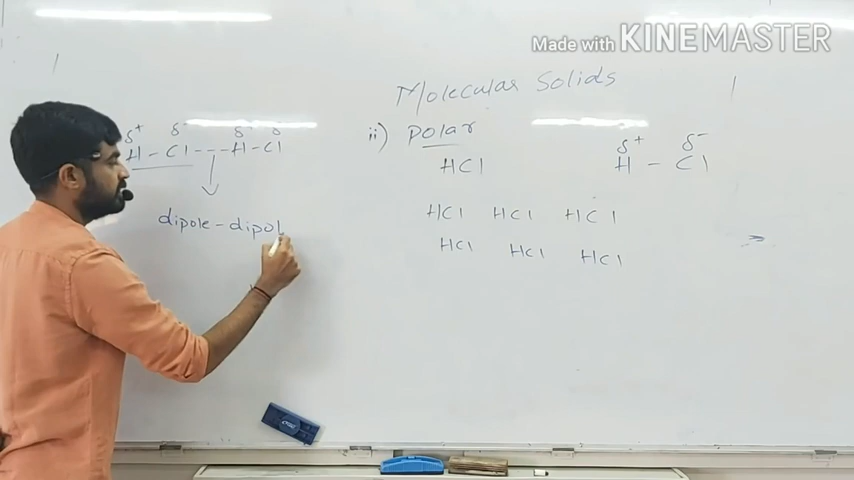 Made with KINEMASTER
Molecular Solids
ii) Polar
HCl
δ+ δ-
H - Cl
HCl HCl HCl
HCl HCl HCl
δ+ δ- δ- δ-
H - Cl - - - H - Cl
dipole - dipol